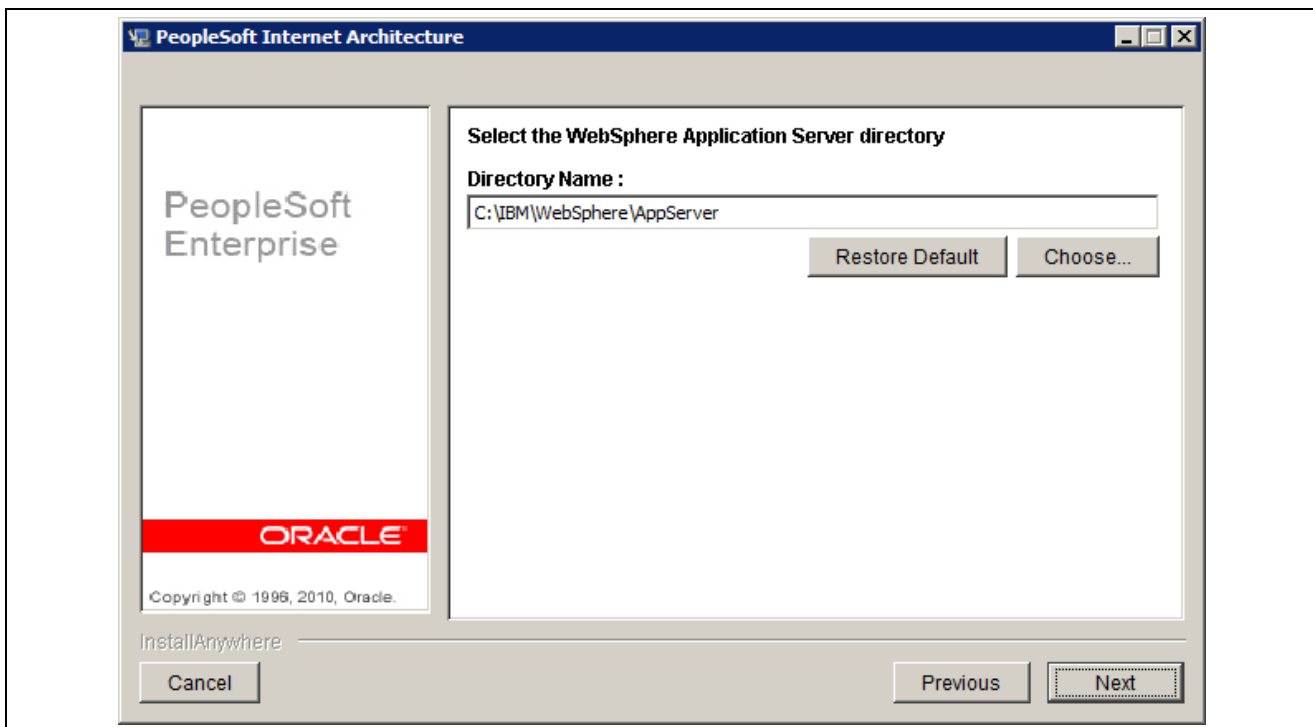 PeopleSoft Internet Architecture
PeopleSoft
Enterprise
ORACLE
Copyright © 1996, 2010, Oracle.
Select the WebSphere Application Server directory
Directory Name :
C:\IBM\WebSphere\AppServer
Restore Default Choose...
InstallAnywhere
Cancel Previous Next